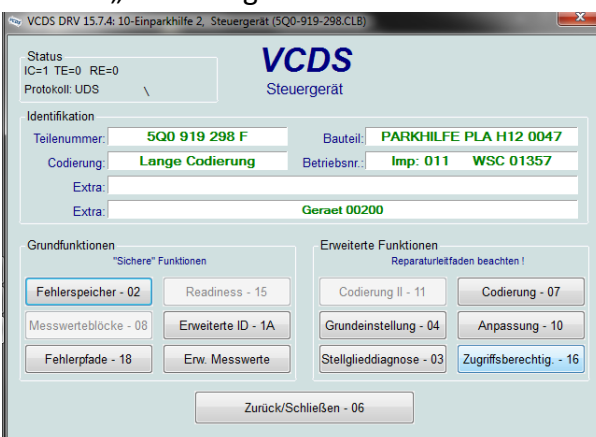 VCDS DRV 15.7.4: 10-Einparkhilfe 2, Steuergerät (5Q0-919-298.CLB)
Status
IC=1 TE=0 RE=0
Protokoll: UDS \
VCDS
Steuergerät
Identifikation
Teilenummer: 5Q0 919 298 F Bauteil: PARKHILFE PLA H12 0047
Codierung: Lange Codierung Betriebsnr.: Imp: 011 WSC 01357
Extra:
Extra: Geraet 00200
Grundfunktionen
"Sichere" Funktionen
Fehlerspeicher - 02 Readiness - 15
Messwerteblöcke - 08 Erweiterte ID - 1A
Fehlerpfade - 18 Erw. Messwerte
Erweiterte Funktionen
Reparaturleitfaden beachten !
Codierung II - 11 Codierung - 07
Grundeinstellung - 04 Anpassung - 10
Stellglieddiagnose - 03 Zugriffsberechtig. - 16
Zurück/Schließen - 06